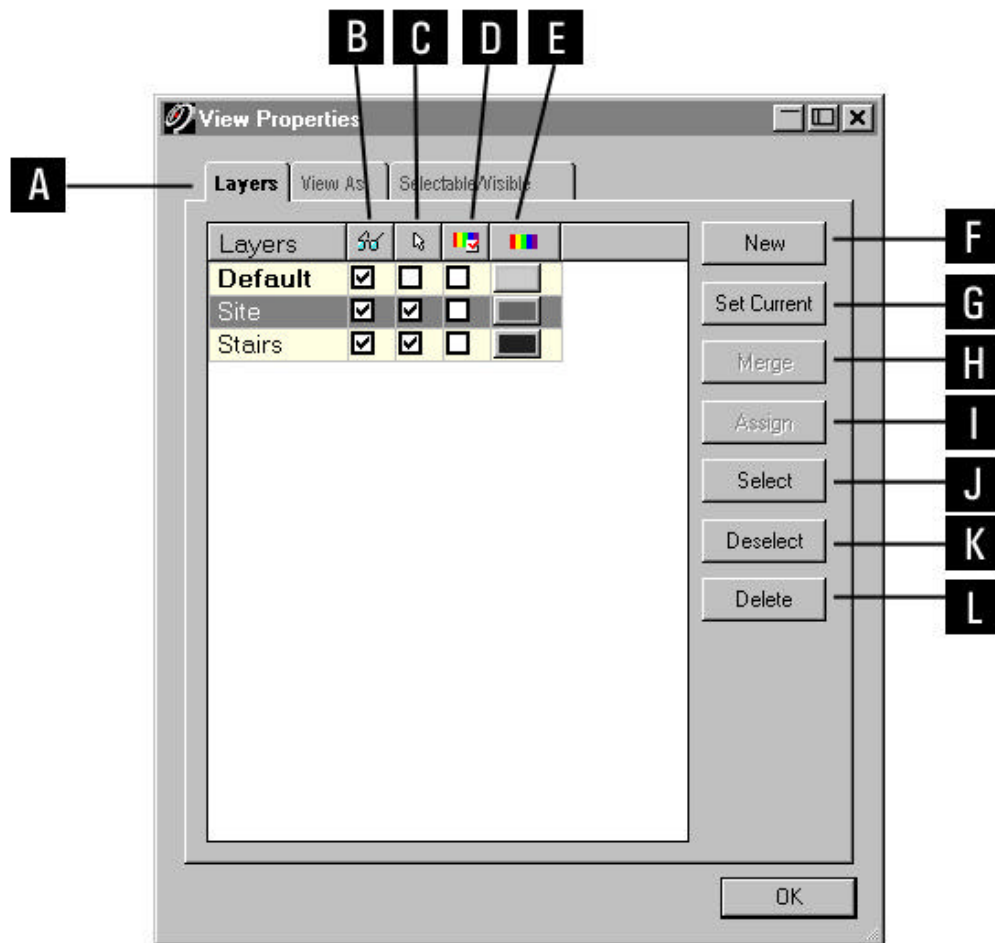 B C D E
View Properties
A
Layers View As Selectable/Visible
Layers
New F
Default
Set Current G
Site
Stairs
Merge H
Assign I
Select J
Deselect K
Delete L
OK